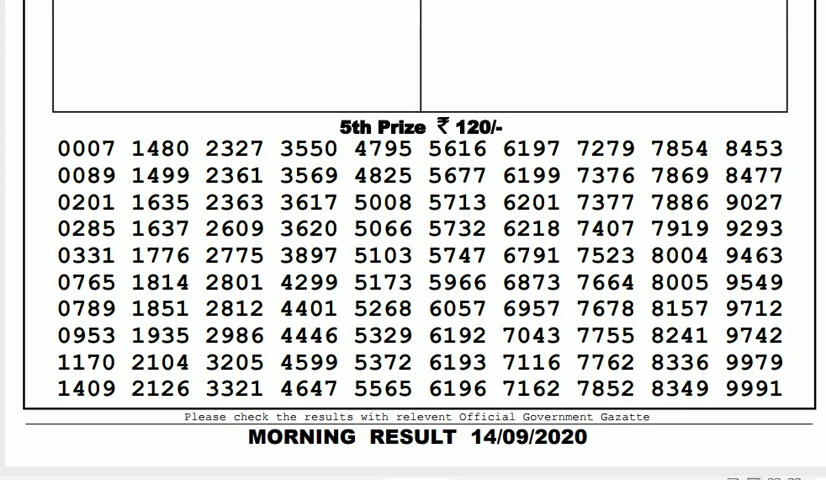 5th Prize ₹ 120/-
0007 1480 2327 3550 4795 5616 6197 7279 7854 8453
0089 1499 2361 3569 4825 5677 6199 7376 7869 8477
0201 1635 2363 3617 5008 5713 6201 7377 7886 9027
0285 1637 2609 3620 5066 5732 6218 7407 7919 9293
0331 1776 2775 3897 5103 5747 6791 7523 8004 9463
0765 1814 2801 4299 5173 5966 6873 7664 8005 9549
0789 1851 2812 4401 5268 6057 6957 7678 8157 9712
0953 1935 2986 4446 5329 6192 7043 7755 8241 9742
1170 2104 3205 4599 5372 6193 7116 7762 8336 9979
1409 2126 3321 4647 5565 6196 7162 7852 8349 9991
Please check the results with relevent Official Government Gazatte
MORNING RESULT 14/09/2020